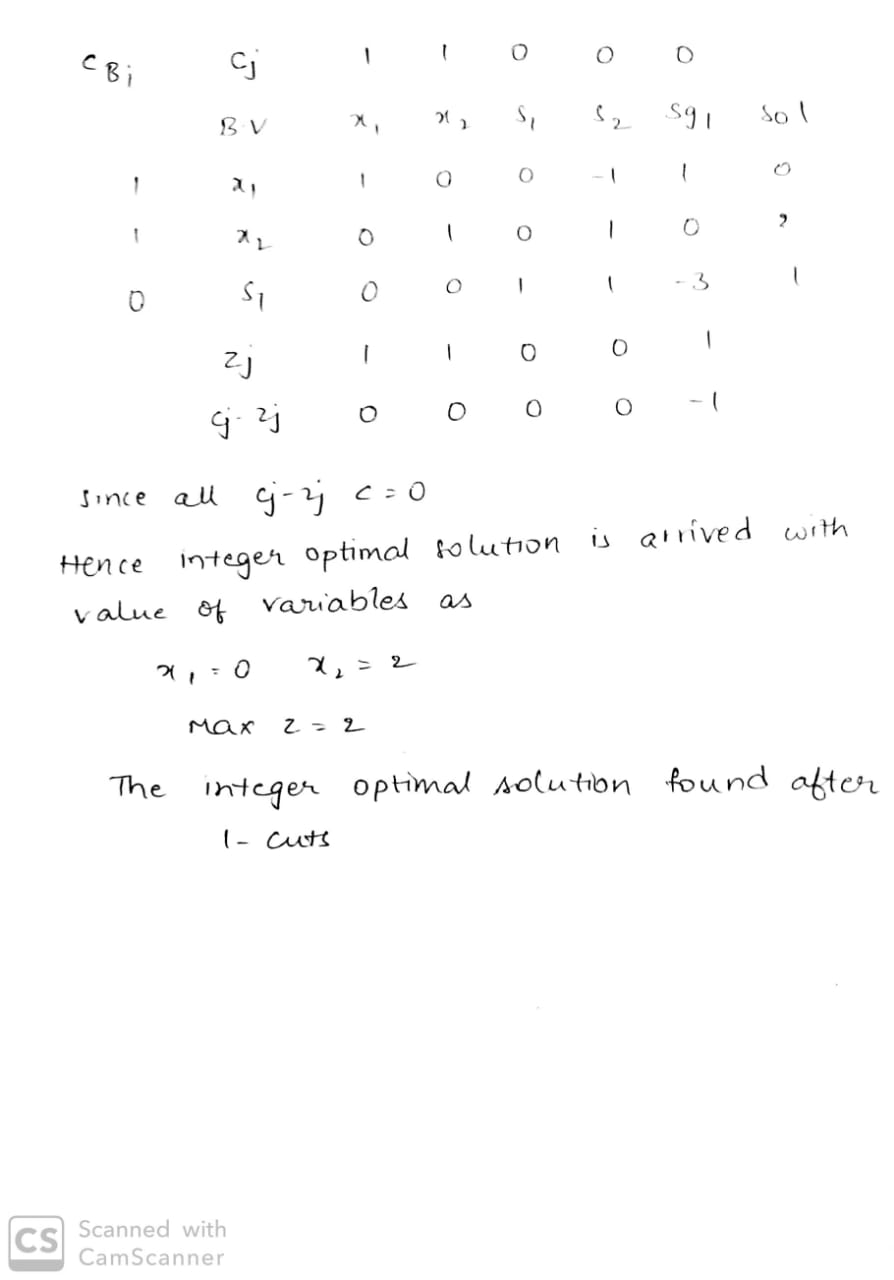 CBi Cj 1 1 0 0 0
B.V x1 x2 S1 S2 Sg1 Sol
1 x1 1 0 0 -1 1 0
1 x2 0 1 0 1 0 2
0 S1 0 0 1 1 -3 1
Zj 1 1 0 0 1
Cj-Zj 0 0 0 0 -1
Since all Cj-Zj <=0
Hence integer optimal solution is arrived with
value of variables as
x1 = 0 x2 = 2
Max Z = 2
The integer optimal solution found after
1- cuts
CS Scanned with
CamScanner